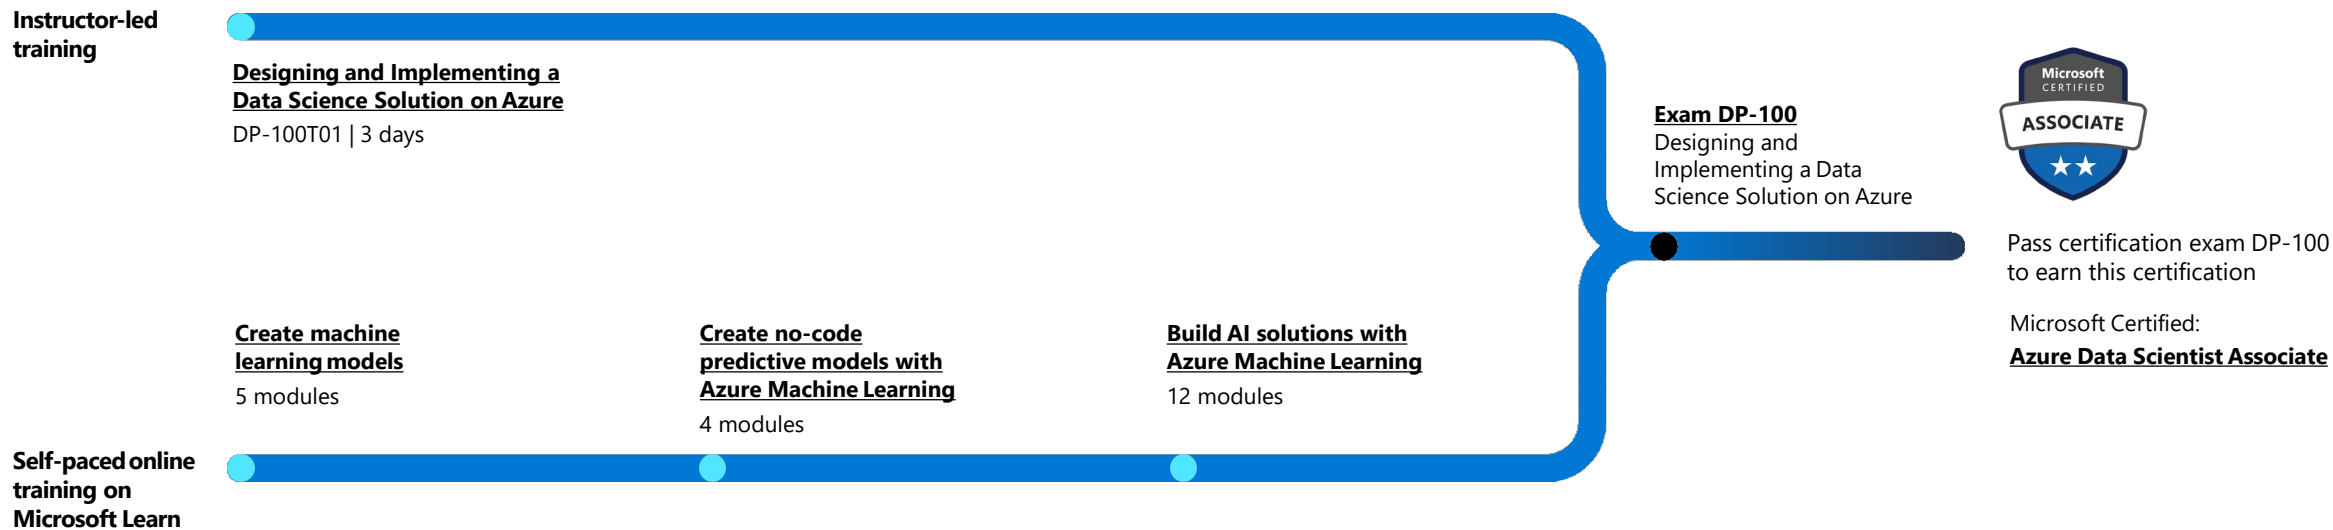 Instructor-led
training
Designing and Implementing a
Data Science Solution on Azure
DP-100T01 | 3 days
Exam DP-100
Designing and
Implementing a Data
Science Solution on Azure
Microsoft
CERTIFIED
ASSOCIATE
Pass certification exam DP-100
to earn this certification
Microsoft Certified:
Azure Data Scientist Associate
Create machine
learning models
5 modules
Create no-code
predictive models with
Azure Machine Learning
4 modules
Build AI solutions with
Azure Machine Learning
12 modules
Self-paced online
training on
Microsoft Learn